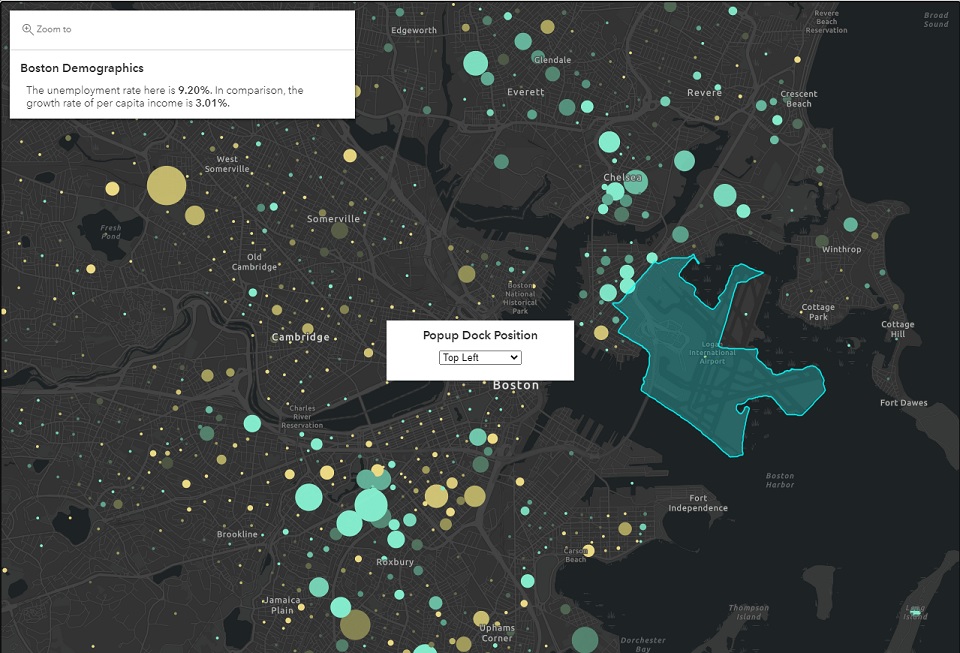 Zoom to
Boston Demographics
The unemployment rate here is 9.20%. In comparison, the
growth rate of per capita income is 3.01%.
Edgeworth
Revere
Beach
Reservation
Broad
Sound
Glendale
Everett
Revere
Crescent
Beach
West
Somerville
Chelsea
Somerville
Fresh
Pond
Old
Cambridge
Winthrop
Boston
National
Historical
Park
Cottage
Park
Cottage
Hill
Cambridge
Popup Dock Position
Top Left
Logan
International
Airport
Boston
Fort Dawes
Charles
River
Reservation
Boston
Harbor
Fort
Independence
Brookline
Carson
Beach
Roxbury
Jamaica
Plain
Thompson
Island
Long
Island
Uphams
Corner
Dorchester
Bay